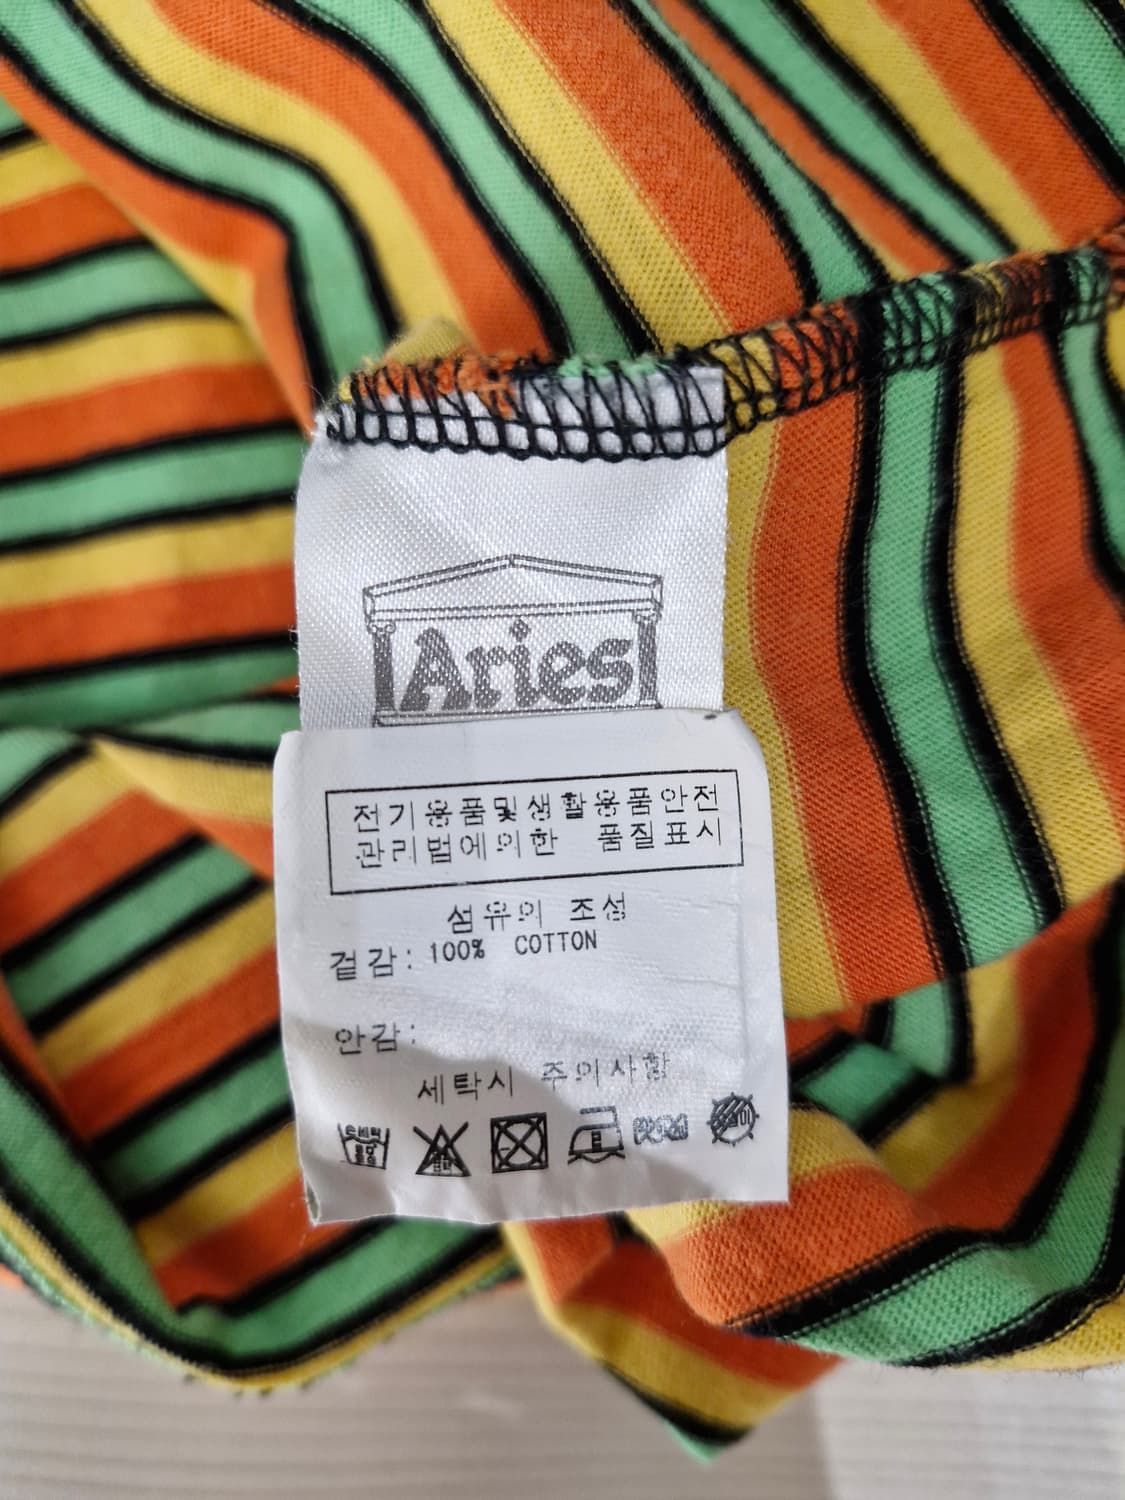 Aries
전기용품및생활용품안전
관리법에의한 품질표시
섬유의 조성
겉감: 100% COTTON
안감:
세탁시 주의사항